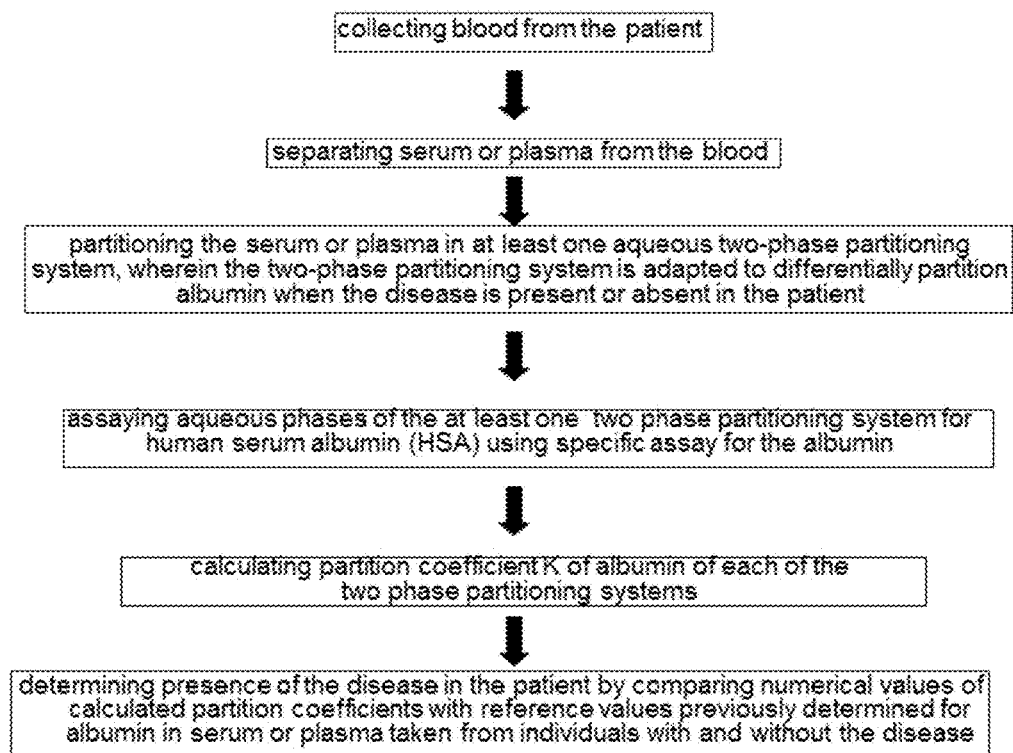 collecting blood from the patient
separating serum or plasma from the blood
partitioning the serum or plasma in at least one aqueous two-phase partitioning
system, wherein the two-phase partitioning system is adapted to differentially partition
albumin when the disease is present or absent in the patient
assaying aqueous phases of the at least one two phase partitioning system for
human serum albumin (HSA) using specific assay for the albumin
calculating partition coefficient K of albumin of each of the
two phase partitioning systems
determining presence of the disease in the patient by comparing numerical values of
calculated partition coefficients with reference values previously determined for
albumin in serum or plasma taken from individuals with and without the disease